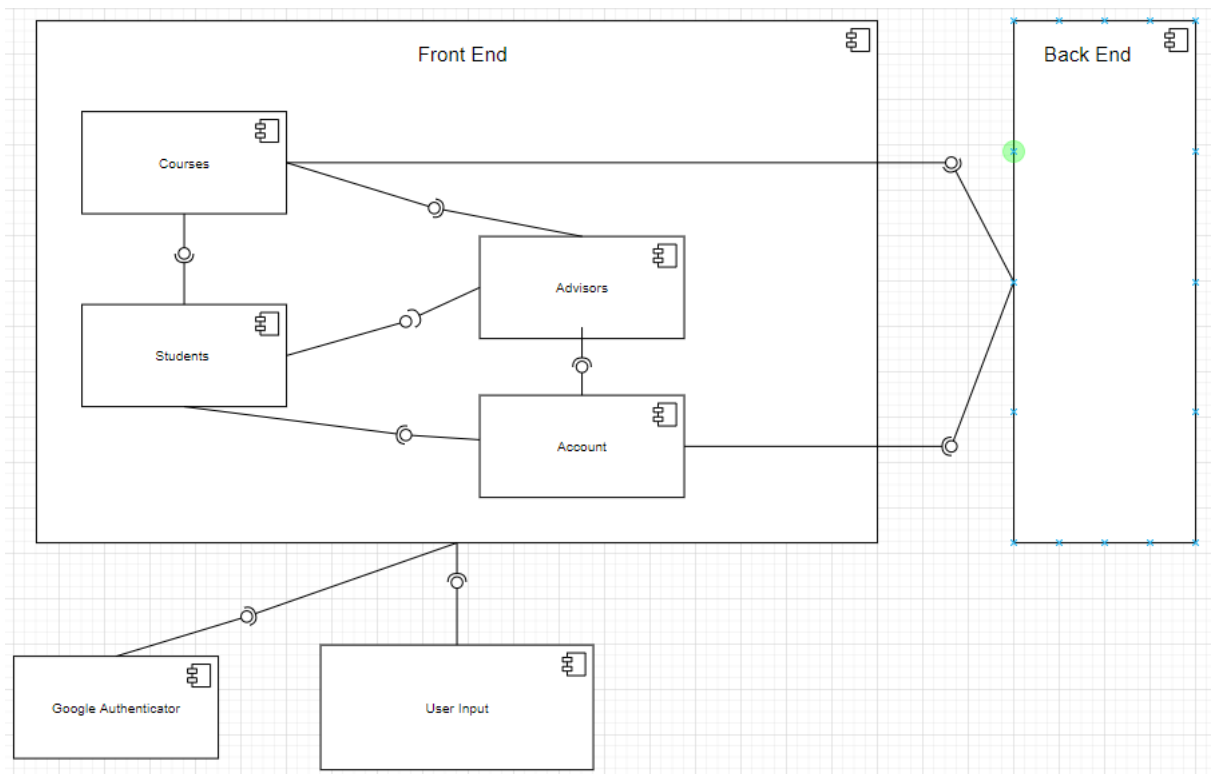 Front End
Back End
Courses
Advisors
Students
Account
Google Authenticator
User Input